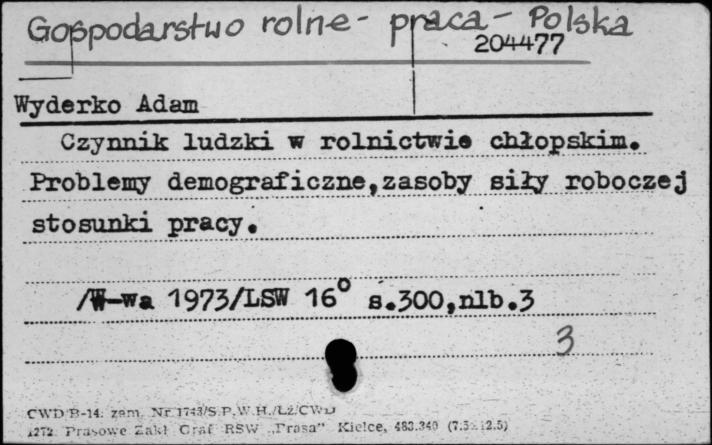 Gospodarstwo rolne - praca - Polska
204477
Wyderko Adam
Czynnik ludzki w rolnictwie chłopskim.
Problemy demograficzne,zasoby siły roboczej
stosunki pracy.
/W-wa 1973/LSW 16° s.300,nlb.3
3
CWD B-14. zam. Nr 1743/S.P.W.H./Łż/CWD
1272 Prasowe Zakł Graf RSW „Prasa” Kielce, 483.340 (7.5×12.5)